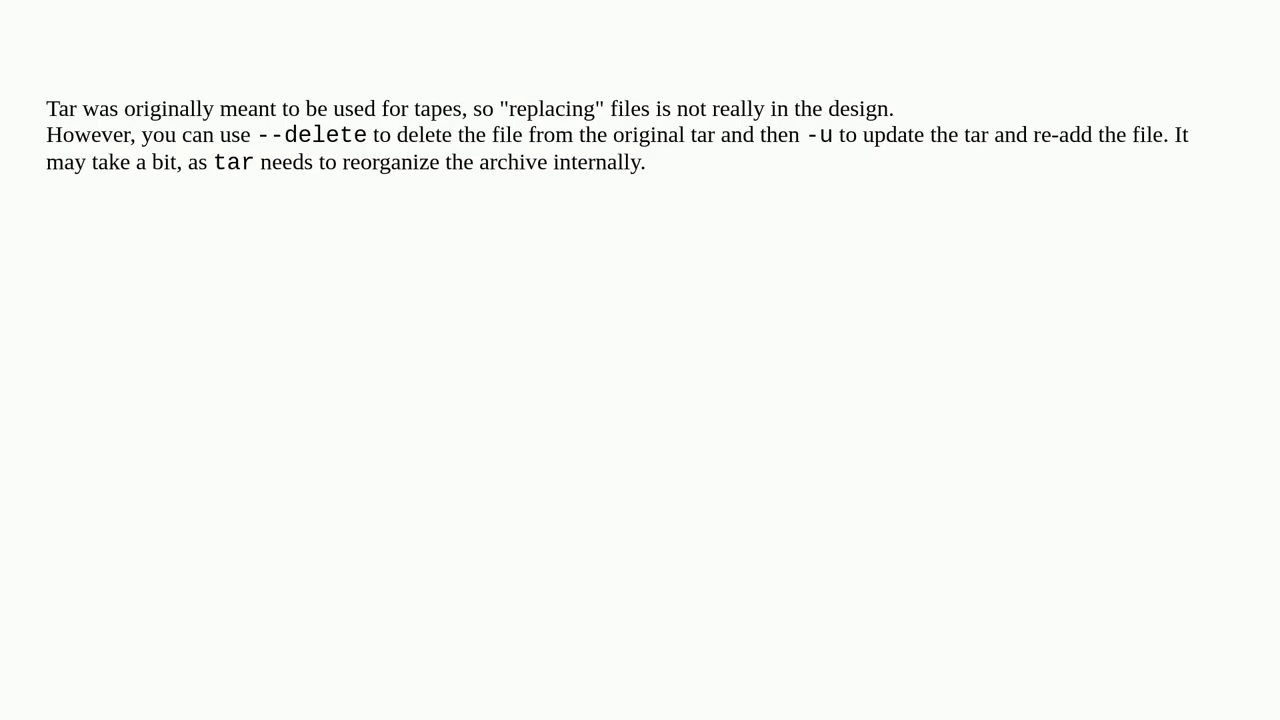 Tar was originally meant to be used for tapes, so "replacing" files is not really in the design.
However, you can use --delete to delete the file from the original tar and then -u to update the tar and re-add the file. It
may take a bit, as tar needs to reorganize the archive internally.